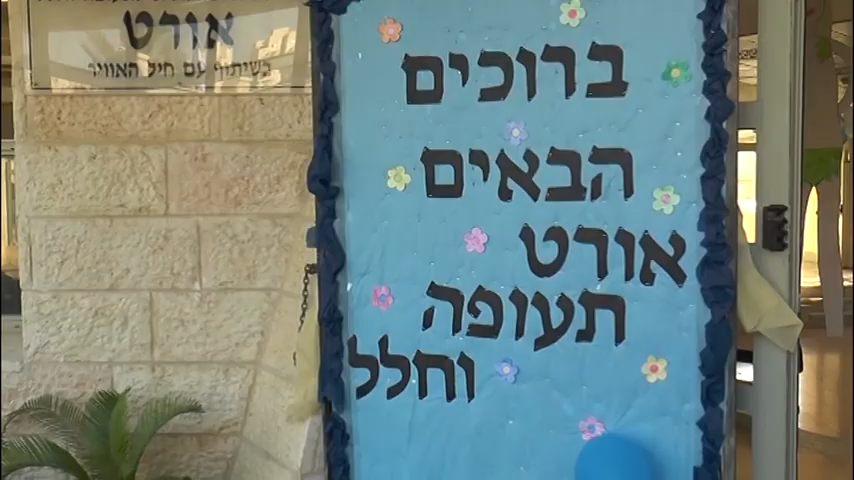 אורט
בשיתוף עם חיל האוויר
ברוכים
הבאים
אורט
תעופה
וחלל